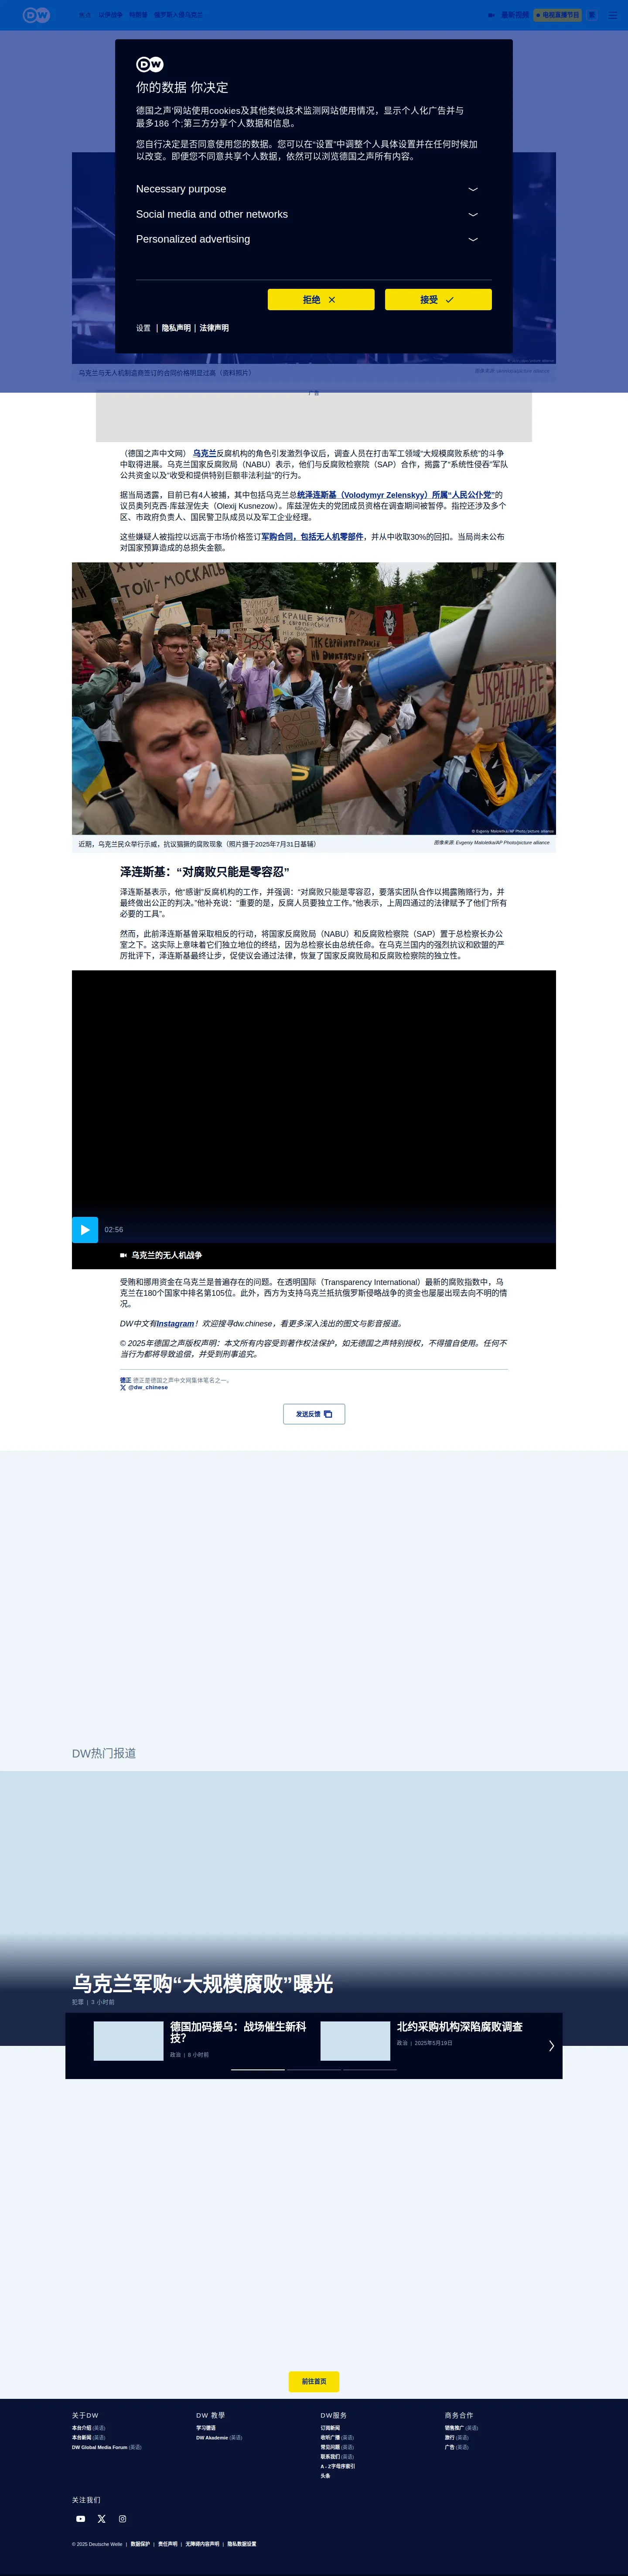 DW
热点
以伊战争
特朗普
俄罗斯入侵乌克兰
最新视频
电视直播节目
繁
DW
你的数据 你决定
德国之声'网站使用cookies及其他类似技术监测网站使用情况，显示个人化广告并与
最多186 个;第三方分享个人数据和信息。
您自行决定是否同意使用您的数据。您可以在“设置”中调整个人具体设置并在任何时候加
以改变。即便您不同意共享个人数据，依然可以浏览德国之声所有内容。
Necessary purpose
Social media and other networks
Personalized advertising
拒绝
接受
设置 | 隐私声明 | 法律声明
乌克兰与无人机制造商签订的合同价格明显过高（资料照片）
广告
（德国之声中文网） 乌克兰反腐机构的角色引发激烈争议后，调查人员在打击军工领域“大规模腐败系统”的斗争
中取得进展。乌克兰国家反腐败局（NABU）表示，他们与反腐败检察院（SAP）合作，揭露了“系统性侵吞”军队
公共资金以及“收受和提供特别巨额非法利益”的行为。
据当局透露，目前已有4人被捕，其中包括乌克兰总统泽连斯基（Volodymyr Zelenskyy）所属“人民公仆党”的
议员奥列克西·库兹涅佐夫（Olexij Kusnezow）。库兹涅佐夫的党团成员资格在调查期间被暂停。指控还涉及多个
区、市政府负责人、国民警卫队成员以及军工企业经理。
这些嫌疑人被指控以远高于市场价格签订军购合同，包括无人机零部件，并从中收取30%的回扣。当局尚未公布
对国家预算造成的总损失金额。
© Evgeniy Maloletka/AP Photo/picture alliance
近期，乌克兰民众举行示威，抗议猖獗的腐败现象（照片摄于2025年7月31日基辅）
图像来源: Evgeniy Maloletka/AP Photo/picture alliance
泽连斯基：“对腐败只能是零容忍”
泽连斯基表示，他“感谢”反腐机构的工作，并强调：“对腐败只能是零容忍，要落实团队合作以揭露贿赂行为，并
最终做出公正的判决。”他补充说：“重要的是，反腐人员要独立工作。”他表示，上周四通过的法律赋予了他们“所有
必要的工具”。
然而，此前泽连斯基曾采取相反的行动，将国家反腐败局（NABU）和反腐败检察院（SAP）置于总检察长办公
室之下。这实际上意味着它们独立地位的终结，因为总检察长由总统任命。在乌克兰国内的强烈抗议和欧盟的严
厉批评下，泽连斯基最终让步，促使议会通过法律，恢复了国家反腐败局和反腐败检察院的独立性。
02:56
乌克兰的无人机战争
受贿和挪用资金在乌克兰是普遍存在的问题。在透明国际（Transparency International）最新的腐败指数中，乌
克兰在180个国家中排名第105位。此外，西方为支持乌克兰抵抗俄罗斯侵略战争的资金也屡屡出现去向不明的情
况。
DW中文有Instagram！欢迎搜寻dw.chinese，看更多深入浅出的图文与影音报道。
© 2025年德国之声版权声明：本文所有内容受到著作权法保护，如无德国之声特别授权，不得擅自使用。任何不
当行为都将导致追偿，并受到刑事追究。
德正 德正是德国之声中文网集体笔名之一。
@dw_chinese
发送反馈
DW热门报道
乌克兰军购“大规模腐败”曝光
犯罪 | 3 小时前
德国加码援乌：战场催生新科
技？
政治 | 8 小时前
北约采购机构深陷腐败调查
政治 | 2025年5月19日
前往首页
关于DW
本台介绍 (英语)
本台新闻 (英语)
DW Global Media Forum (英语)
DW 教學
学习德语
DW Akademie (英语)
DW服务
订阅新闻
收听广播 (英语)
常见问题 (英语)
联系我们 (英语)
A - Z字母序索引
头条
商务合作
销售推广 (英语)
旅行 (英语)
广告 (英语)
关注我们
© 2025 Deutsche Welle | 数据保护 | 责任声明 | 无障碍内容声明 | 隐私数据设置